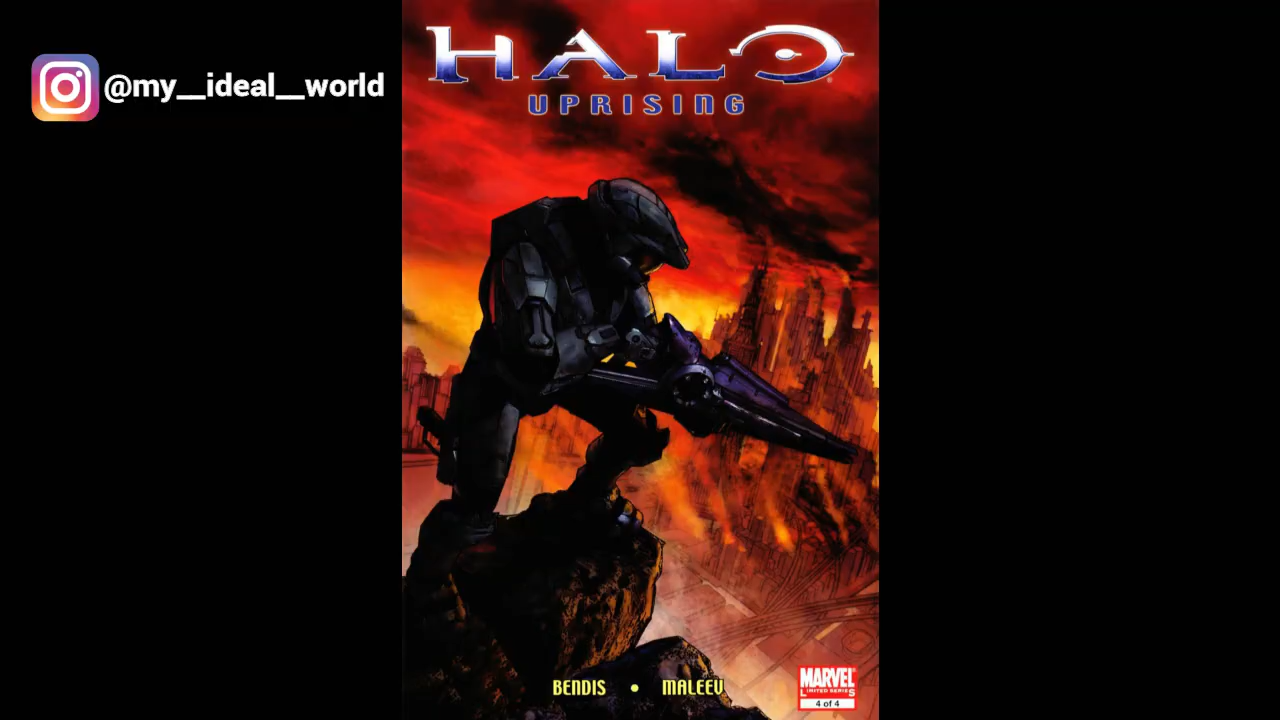 @my__ideal__world
HALO
UPRISING
BENDIS • MALEEV
MARVEL
LIMITED SERIES
4 of 4